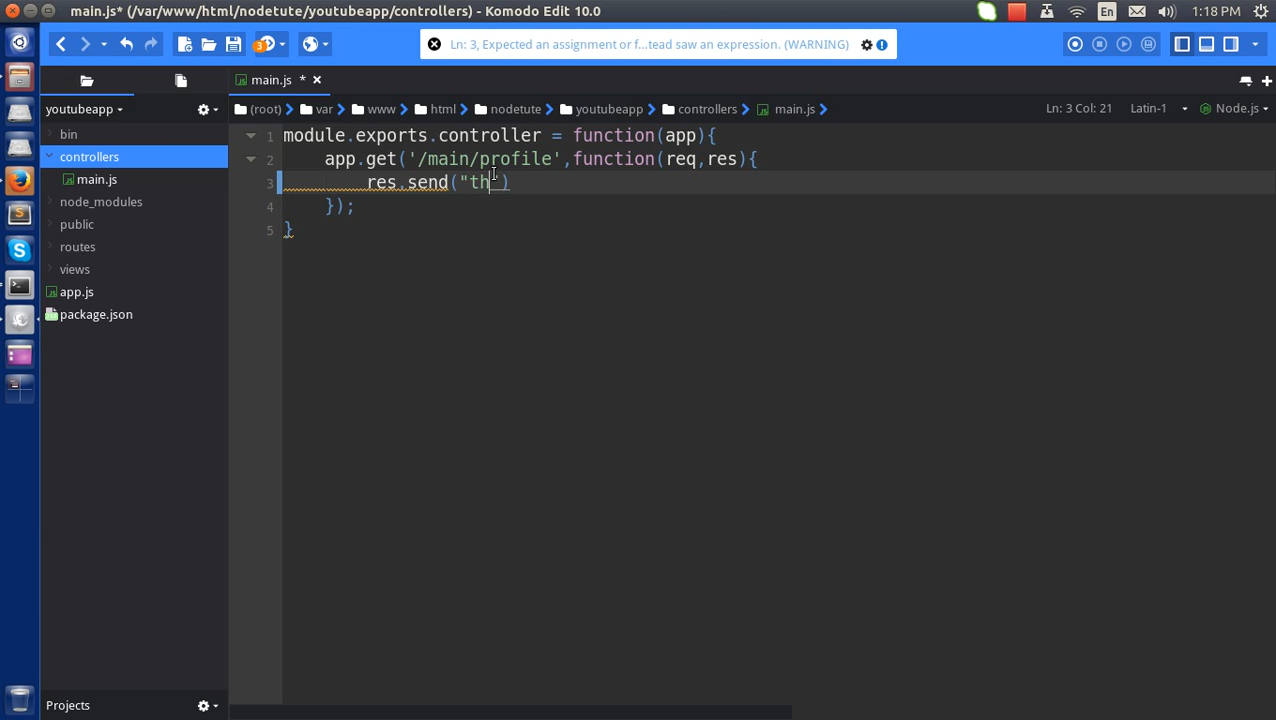 main.js* (/var/www/html/nodetute/youtubeapp/controllers) - Komodo Edit 10.0
En
1:18 PM
3
Ln: 3, Expected an assignment or f...tead saw an expression. (WARNING)
main.js *
youtubeapp
(root) var www html nodetute youtubeapp controllers main.js
Ln: 3 Col: 21 Latin-1 Node.js
bin
controllers
main.js
node_modules
public
routes
views
app.js
package.json
1 module.exports.controller = function(app){
2 app.get('/main/profile',function(req,res){
3 res.send("th")
4 });
5 }
Projects